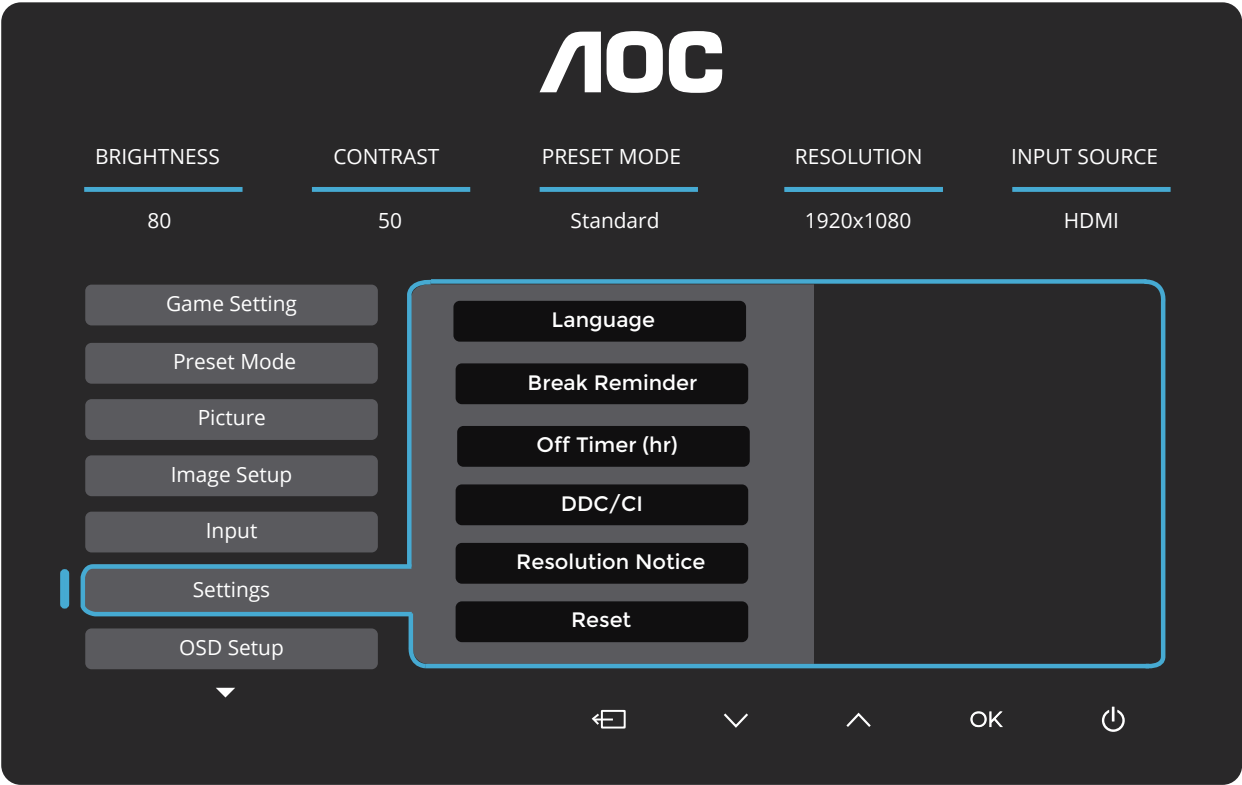 AOC
BRIGHTNESS CONTRAST PRESET MODE RESOLUTION INPUT SOURCE
80 50 Standard 1920x1080 HDMI
Game Setting
Preset Mode
Picture
Image Setup
Input
Settings
OSD Setup
Language
Break Reminder
Off Timer (hr)
DDC/CI
Resolution Notice
Reset
OK